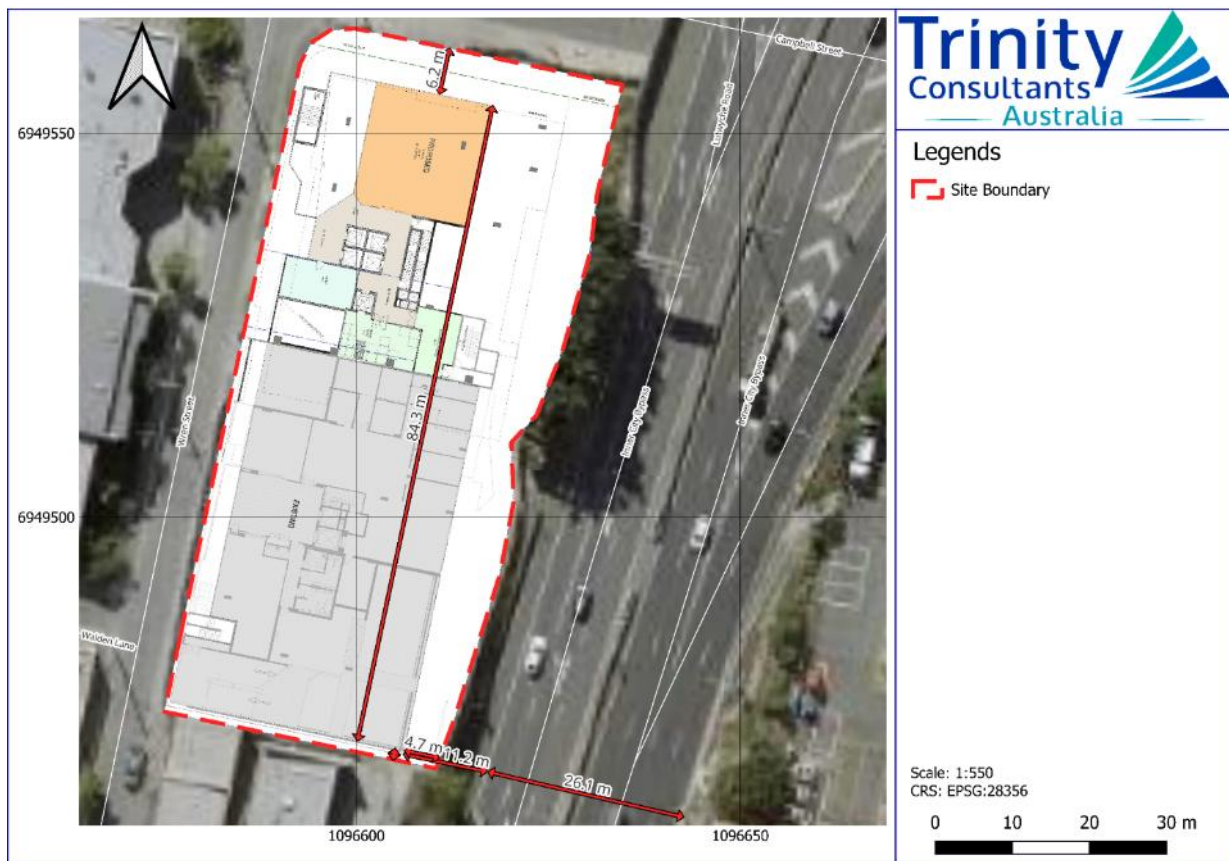 Trinity
Consultants
Australia
Legends
Site Boundary
Campbell Street
6.2 m
6949550
PROPOSED
Inner City Bypass
Inner City Bypass
84.3 m
Wren Street
6949500
EXISTING
Walden Lane
4.7 m
11.2 m
26.1 m
1096600
1096650
Scale: 1:550
CRS: EPSG:28356
0 10 20 30 m